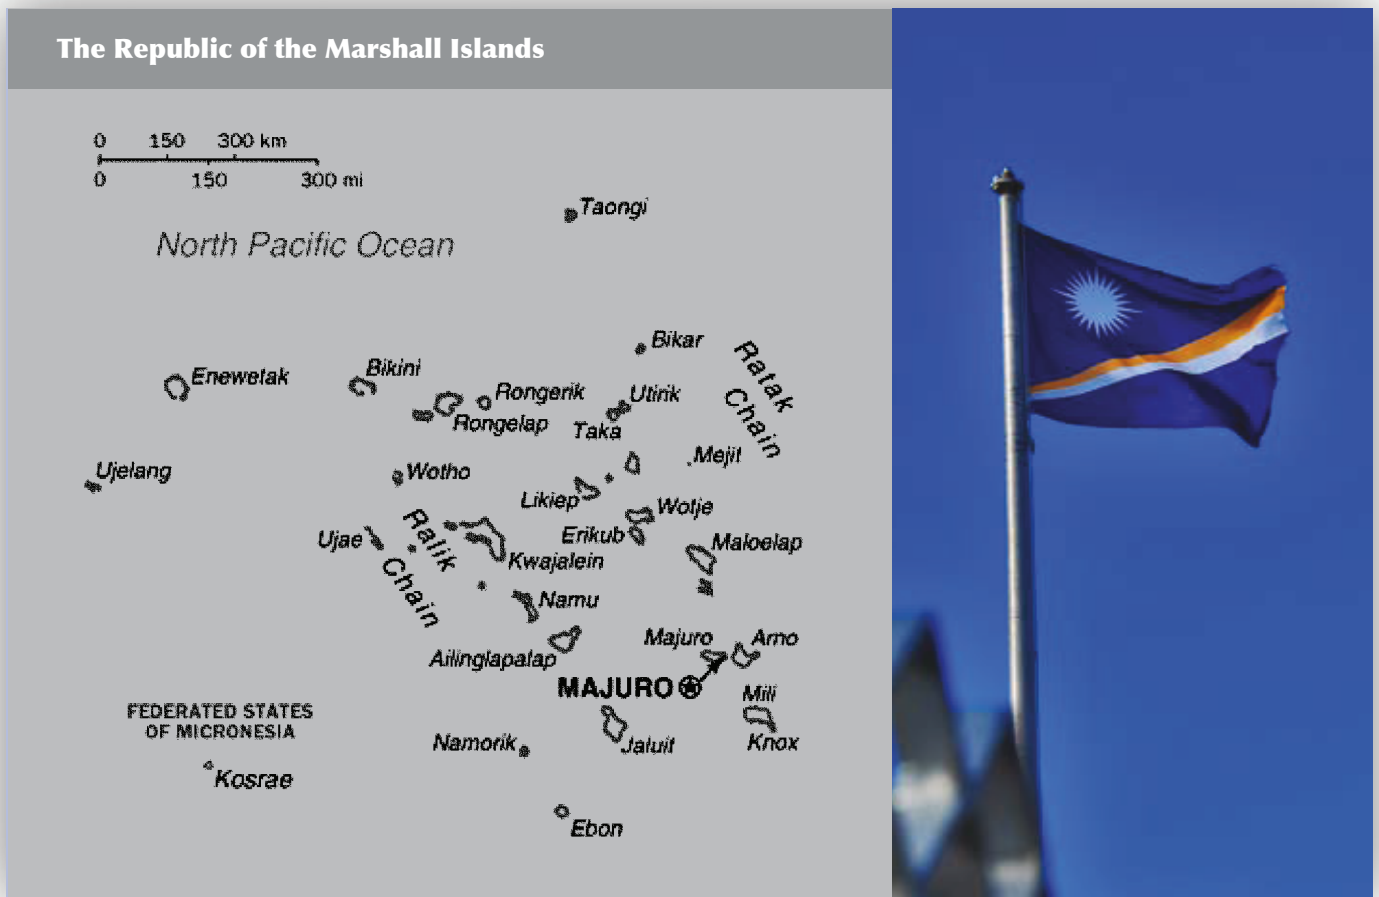 The Republic of the Marshall Islands
0 150 300 km
0 150 300 mi
Taongi
North Pacific Ocean
Bikar
Ratak
Chain
Enewetak
Bikini
Rongerik
Rongelap
Utirik
Taka
Mejit
Ujelang
Wotho
Likiep
Wotje
Erikub
Maloelap
Ujae
Ralik
Chain
Kwajalein
Namu
Ailinglapalap
Majuro
Arno
MAJURO
Mili
Knox
Jaluit
FEDERATED STATES
OF MICRONESIA
Namorik
Kosrae
Ebon